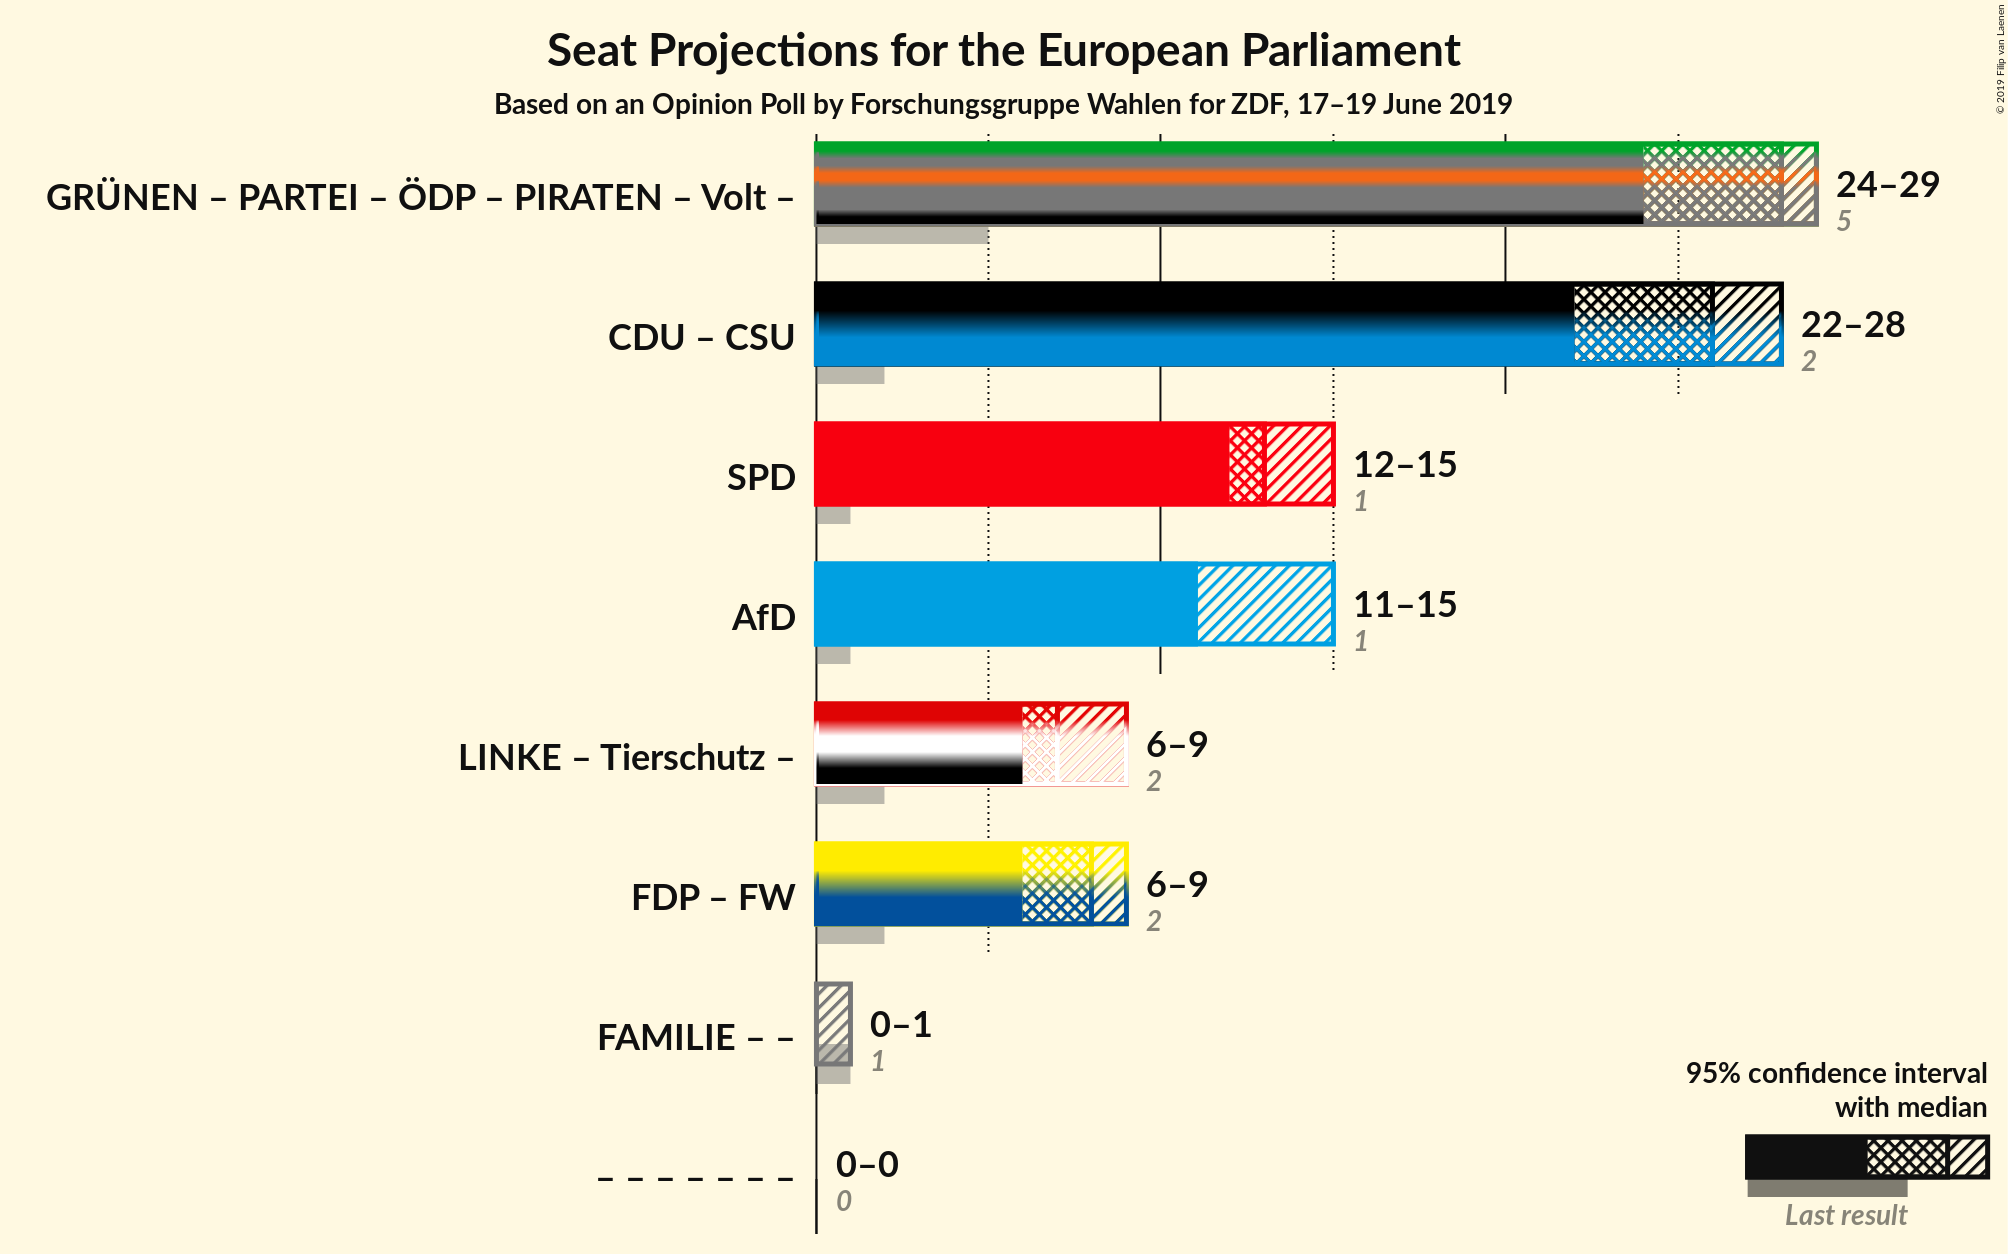 Seat Projections for the European Parliament
Based on an Opinion Poll by Forschungsgruppe Wahlen for ZDF, 17–19 June 2019
© 2019 Filip van Laenen
GRÜNEN – PARTEI – ÖDP – PIRATEN – Volt –
24–29
5
CDU – CSU
22–28
2
SPD
12–15
1
AfD
11–15
1
LINKE – Tierschutz –
6–9
2
FDP – FW
6–9
2
FAMILIE – –
0–1
1
– – – – – – –
0–0
0
95% confidence interval
with median
Last result